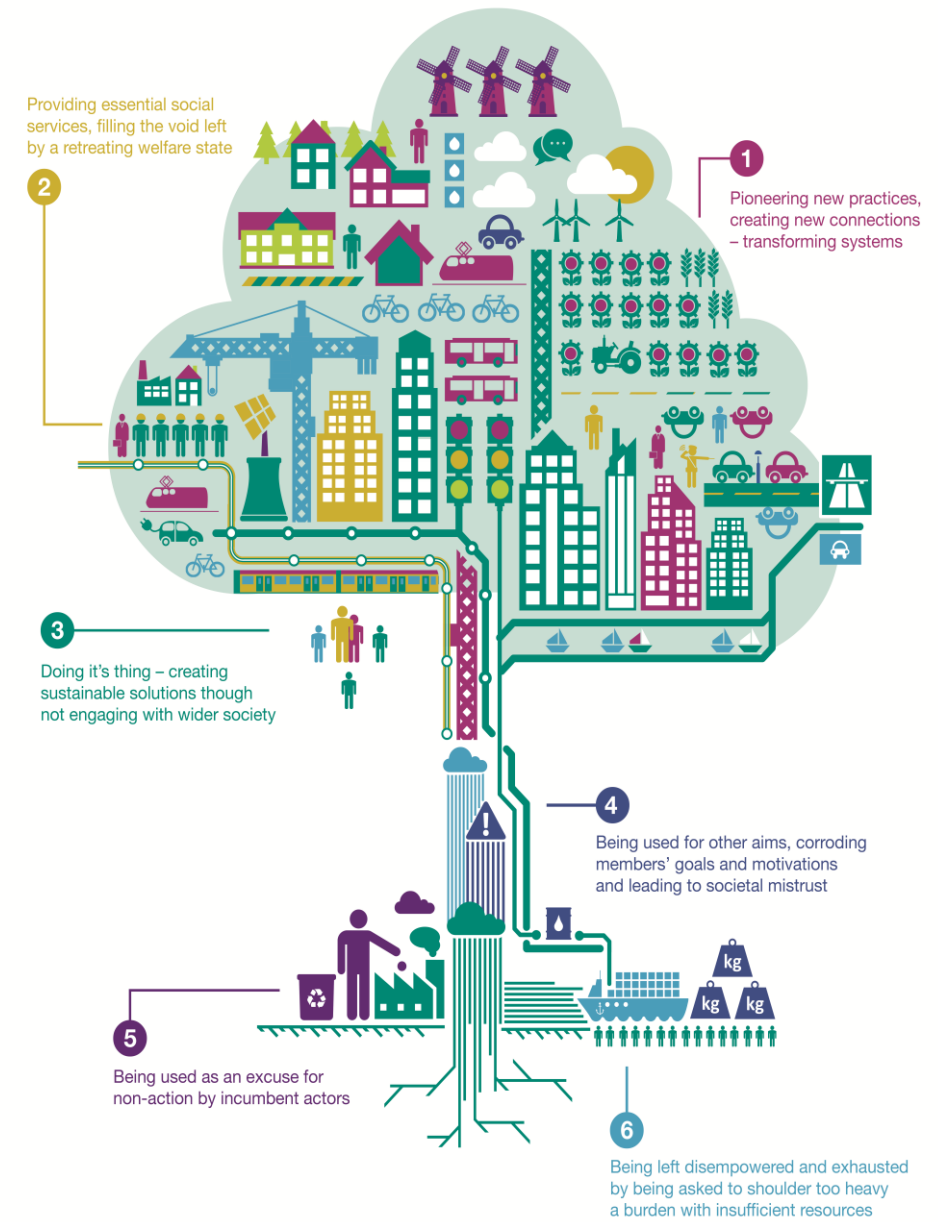 Providing essential social
services, filling the void left
by a retreating welfare state
2
1
Pioneering new practices,
creating new connections
– transforming systems
3
Doing it's thing – creating
sustainable solutions though
not engaging with wider society
!
4
Being used for other aims, corroding
members' goals and motivations
and leading to societal mistrust
kg
kg
kg
5
Being used as an excuse for
non-action by incumbent actors
6
Being left disempowered and exhausted
by being asked to shoulder too heavy
a burden with insufficient resources